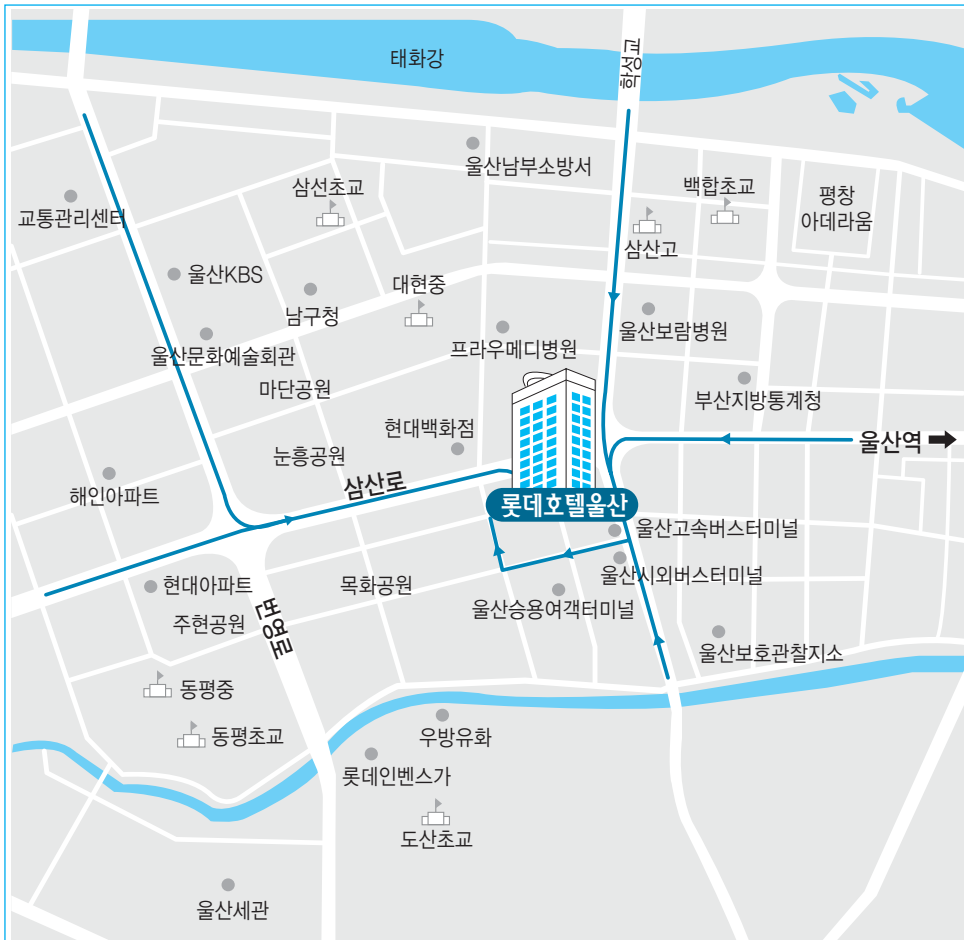 태화강
학성교
울산남부소방서
삼선초교
백합초교
평창
아데라움
교통관리센터
삼산고
울산KBS
대현중
남구청
울산보람병원
프라우메디병원
울산문화예술회관
마단공원
부산지방통계청
현대백화점
울산역
눈흥공원
삼산로
해인아파트
롯데호텔울산
울산고속버스터미널
울산시외버스터미널
현대아파트
목화공원
울산승용여객터미널
주현공원
번영로
울산보호관찰지소
동평중
동평초교
우방유화
롯데인벤스가
도산초교
울산세관